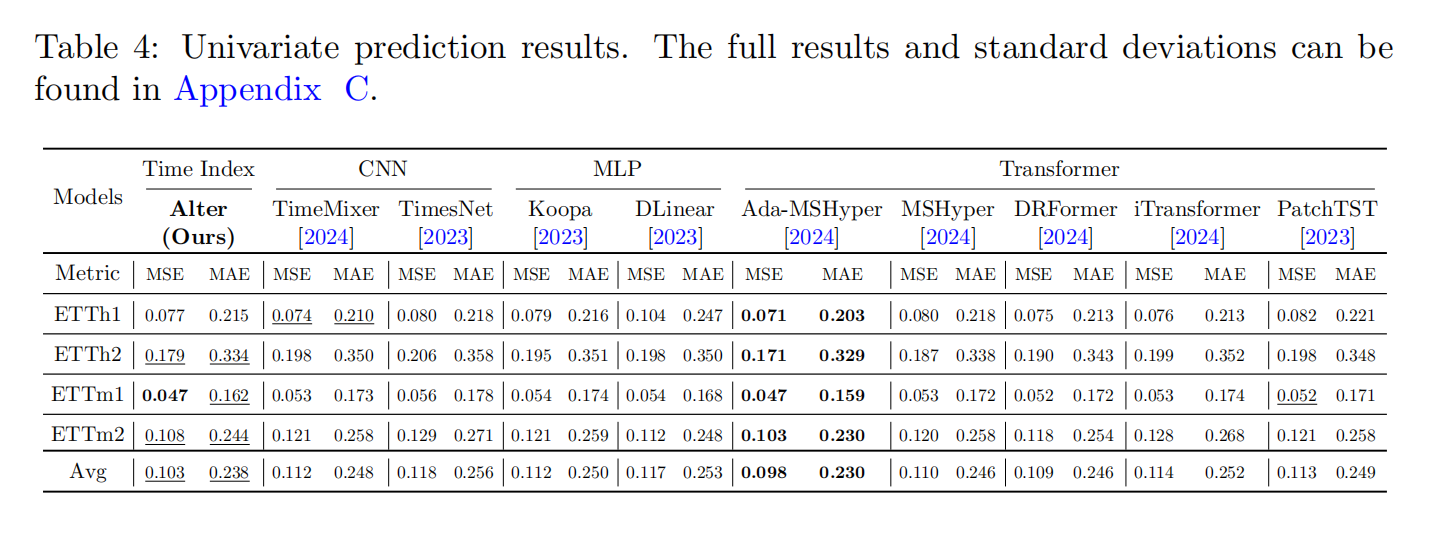 Table 4: Univariate prediction results. The full results and standard deviations can be
found in Appendix C.
Models Time Index CNN MLP Transformer
Alter TimeMixer TimesNet Koopa DLinear Ada-MSHyper MSHyper DRFormer iTransformer PatchTST
(Ours) [2024] [2023] [2023] [2023] [2024] [2024] [2024] [2024] [2023]
Metric MSE MAE MSE MAE MSE MAE MSE MAE MSE MAE MSE MAE MSE MAE MSE MAE MSE MAE MSE MAE
ETTh1 0.077 0.215 0.074 0.210 0.080 0.218 0.079 0.216 0.104 0.247 0.071 0.203 0.080 0.218 0.075 0.213 0.076 0.213 0.082 0.221
ETTh2 0.179 0.334 0.198 0.350 0.206 0.358 0.195 0.351 0.198 0.350 0.171 0.329 0.187 0.338 0.190 0.343 0.199 0.352 0.198 0.348
ETTm1 0.047 0.162 0.053 0.173 0.056 0.178 0.054 0.174 0.054 0.168 0.047 0.159 0.053 0.172 0.052 0.172 0.053 0.174 0.052 0.171
ETTm2 0.108 0.244 0.121 0.258 0.129 0.271 0.121 0.259 0.112 0.248 0.103 0.230 0.120 0.258 0.118 0.254 0.128 0.268 0.121 0.258
Avg 0.103 0.238 0.112 0.248 0.118 0.256 0.112 0.250 0.117 0.253 0.098 0.230 0.110 0.246 0.109 0.246 0.114 0.252 0.113 0.249